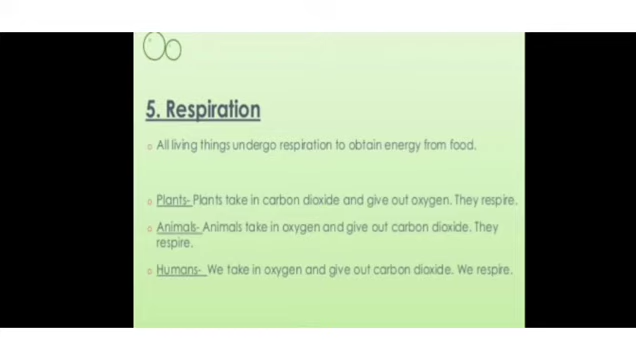 5. Respiration
All living things undergo respiration to obtain energy from food.
Plants- Plants take in carbon dioxide and give out oxygen. They respire.
Animals- Animals take in oxygen and give out carbon dioxide. They
respire.
Humans- We take in oxygen and give out carbon dioxide. We respire.